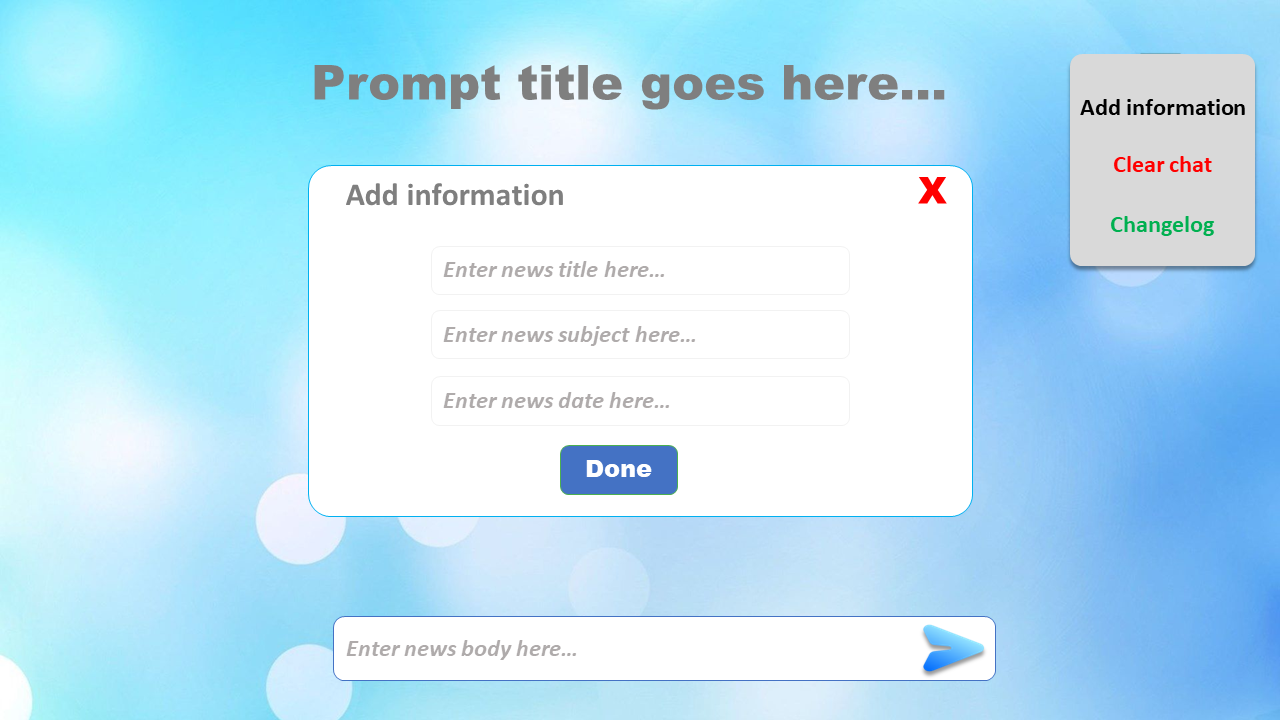 Prompt title goes here...
Add information
X
Enter news title here...
Enter news subject here...
Enter news date here...
Done
Enter news body here...
Add information
Clear chat
Changelog